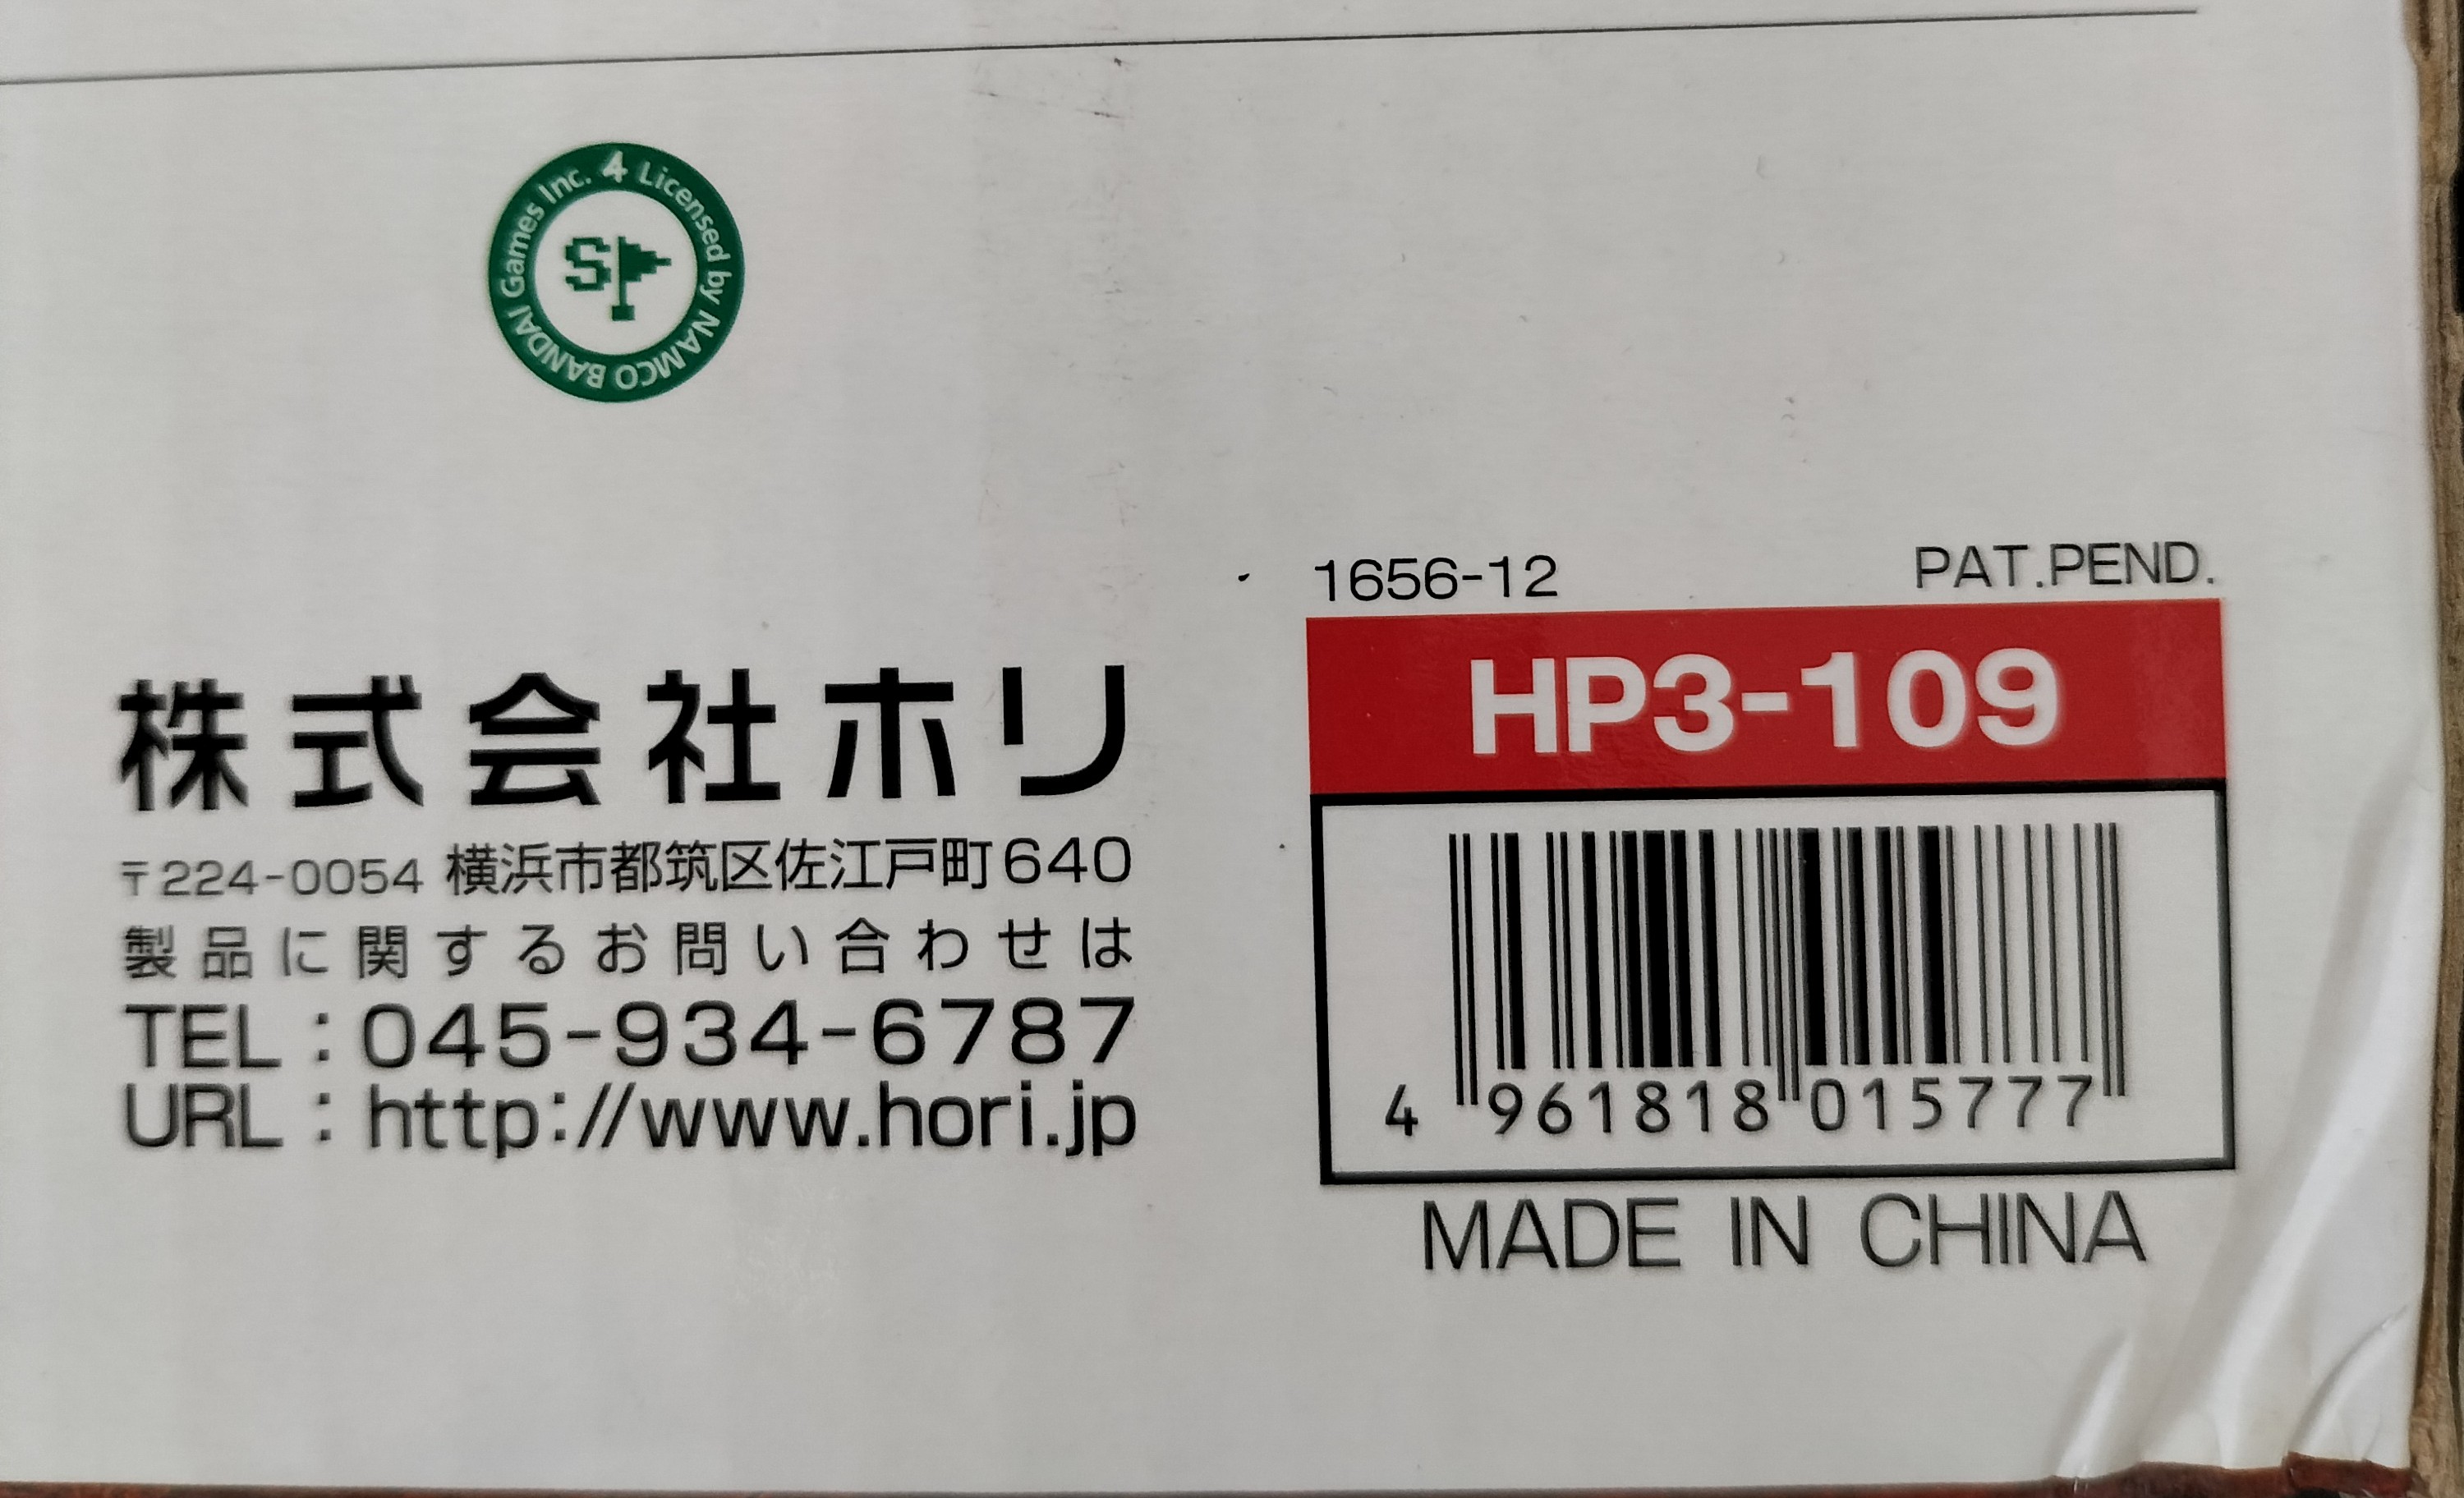 4 Licensed by NAMCO BANDAI Games Inc.
S
1656-12
PAT.PEND.
HP3-109
株式会社ホリ
〒224-0054 横浜市都筑区佐江戸町640
製品に関するお問い合わせは
TEL：045-934-6787
URL：http://www.hori.jp
4 961818 015777
MADE IN CHINA